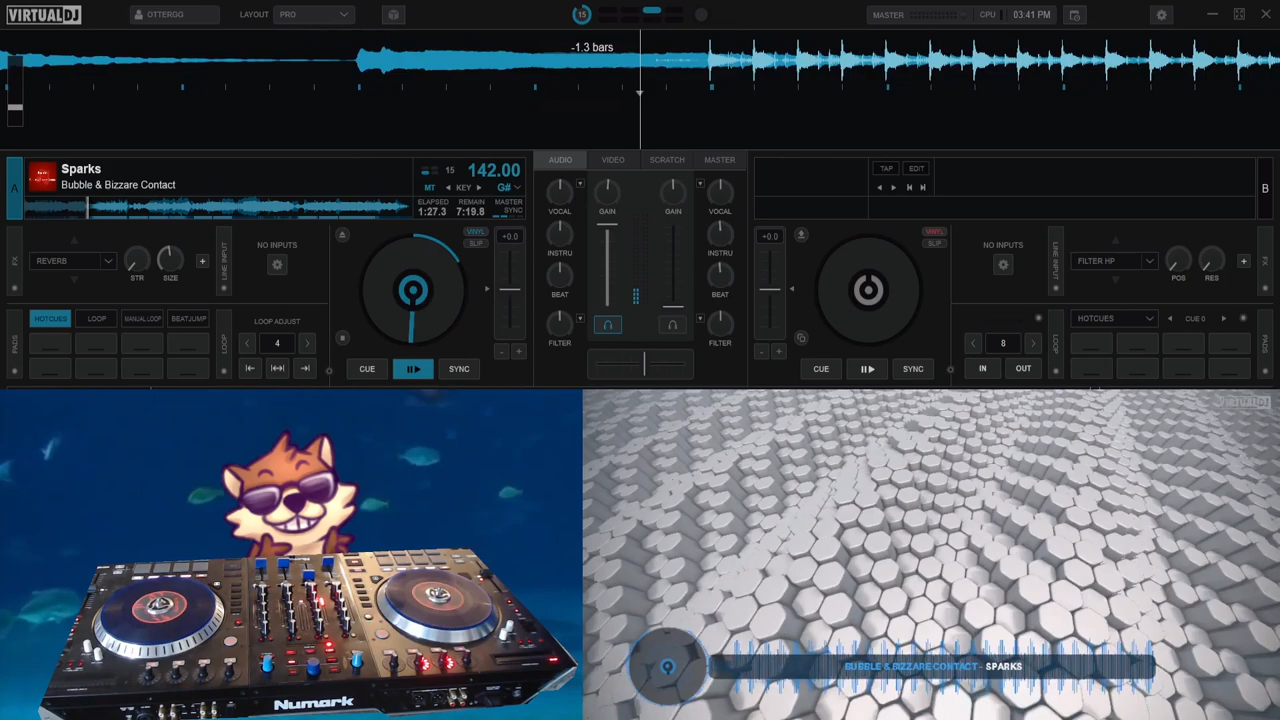 VIRTUALDJ
OTTERGG
LAYOUT PRO
15
MASTER
CPU
03:41 PM
-1.3 bars
A
Sparks
Bubble & Bizzare Contact
15 142.00
MT KEY G#
ELAPSED REMAIN MASTER SYNC
1:27.3 7:19.8
AUDIO VIDEO SCRATCH MASTER
VOCAL GAIN GAIN VOCAL
INSTRU INSTRU
BEAT BEAT
FILTER FILTER
TAP EDIT
B
FX
REVERB
STR SIZE
LINE INPUT
NO INPUTS
VINYL
SLIP
+0.0
+0.0
VINYL
SLIP
NO INPUTS
LINE INPUT
FILTER HP
POS RES
FX
PADS
HOTCUES LOOP MANUAL LOOP BEATJUMP
LOOP
LOOP ADJUST
4
CUE SYNC
CUE SYNC
8
IN OUT
LOOP
HOTCUES CUE 0
PADS
VIRTUALDJ
Numark
BUBBLE & BIZZARE CONTACT - SPARKS